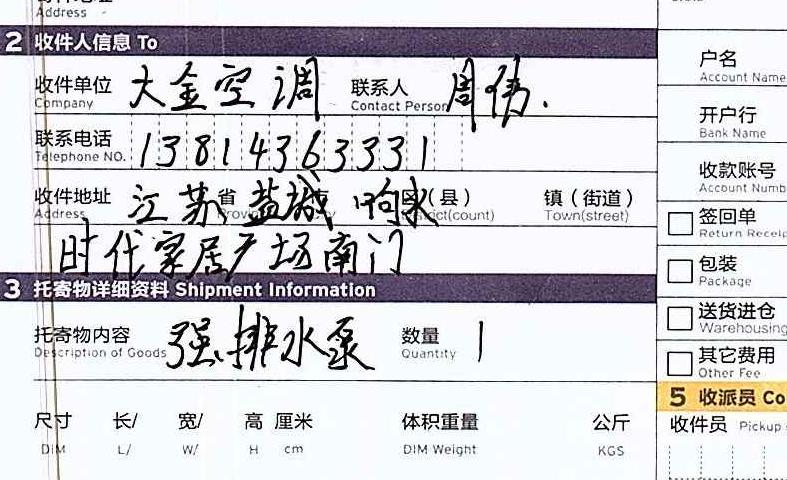 Address
2 收件人信息 To
收件单位 大金空调 联系人 周伟.
Company Contact Person
户名
Account Name
联系电话 13814363331
Telephone NO.
开户行
Bank Name
收件地址 江苏 省 盐城 市 响水 区(县) 镇(街道)
Address Province District(count) Town(street)
收款账号
Account Numb
时代家居广场南门
签回单
Return Receip
包装
Package
3 托寄物详细资料 Shipment Information
托寄物内容 强排水泵 数量 1
Description of Goods Quantity
送货进仓
Warehousing
其它费用
Other Fee
5 收派员 Co
尺寸 长/ 宽/ 高 厘米 体积重量 公斤
DIM L/ W/ H cm DIM Weight KGS
收件员 Pickup